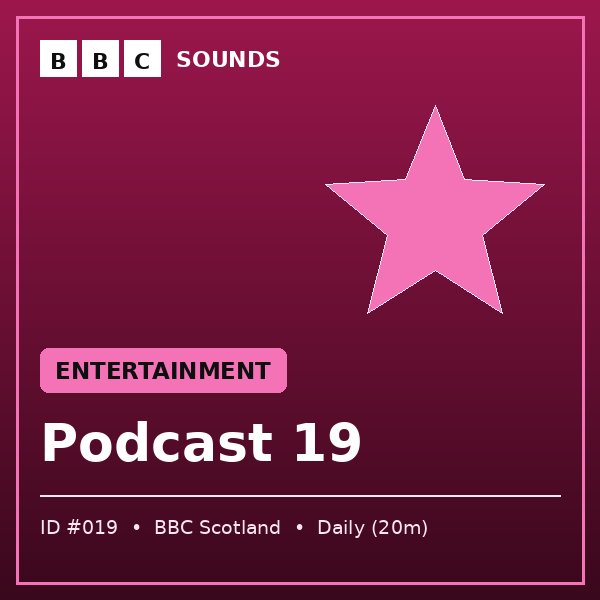 BBC SOUNDS
ENTERTAINMENT
Podcast 19
ID #019 • BBC Scotland • Daily (20m)